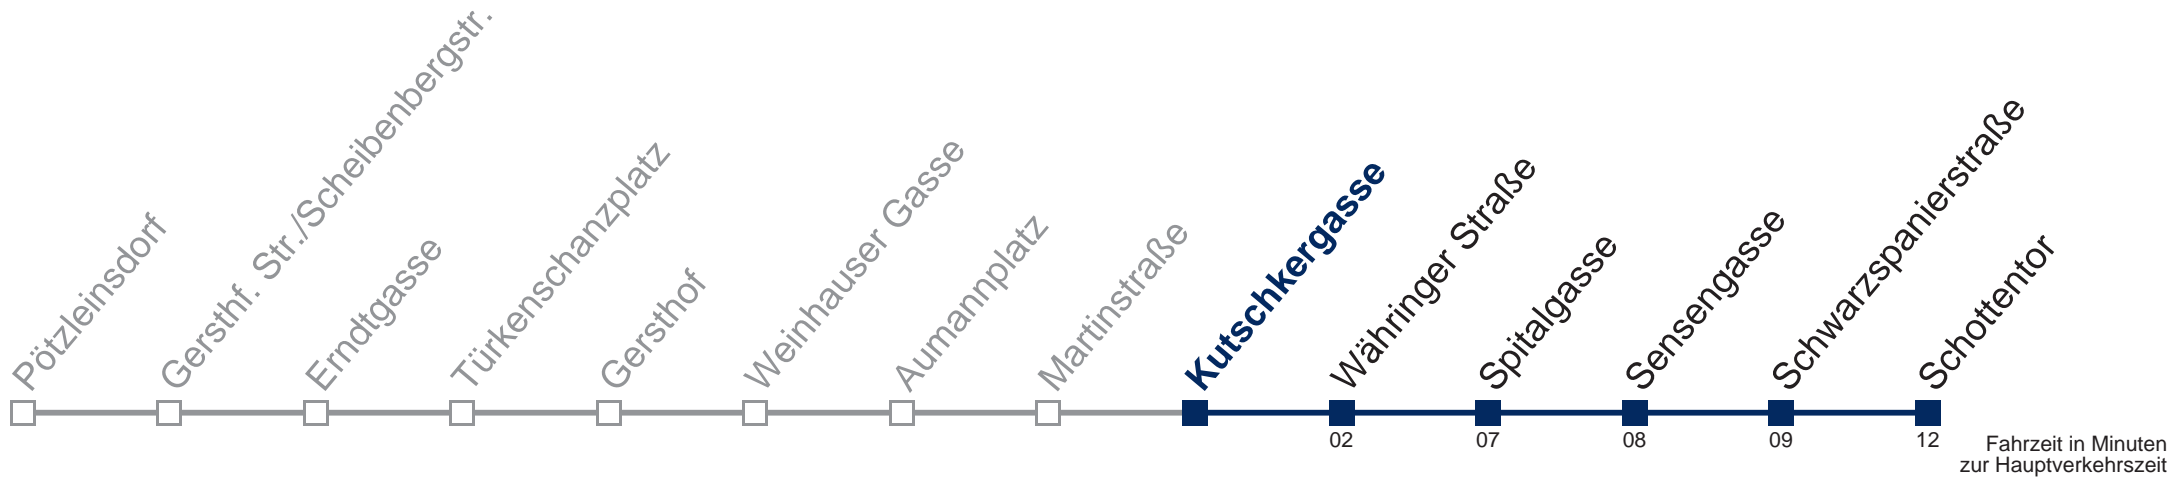 Pötzleinsdorf
Gersthf. Str./Scheibenbergstr.
Erndtgasse
Türkenschanzplatz
Gersthof
Weinhauser Gasse
Aumannplatz
Martinstraße
Kutschkergasse
Währinger Straße
Spitalgasse
Sensengasse
Schwarzspanierstraße
Schottentor
02
07
08
09
12
Fahrzeit in Minuten
zur Hauptverkehrszeit